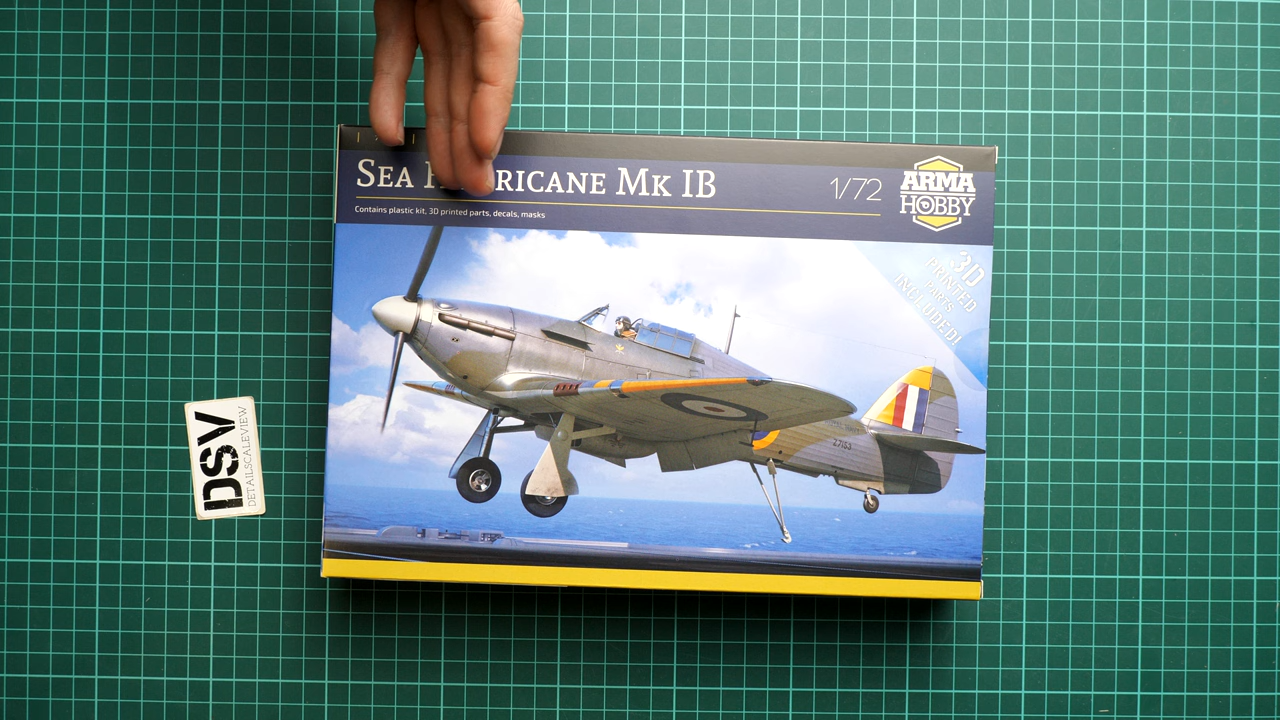 SEA H RICANE MK IB
1/72
ARMA
HOBBY
Contains plastic kit, 3D printed parts, decals, masks
3D
PRINTED
PARTS
INCLUDED!
Z7153
DSV
DETAILSCALEVIEW